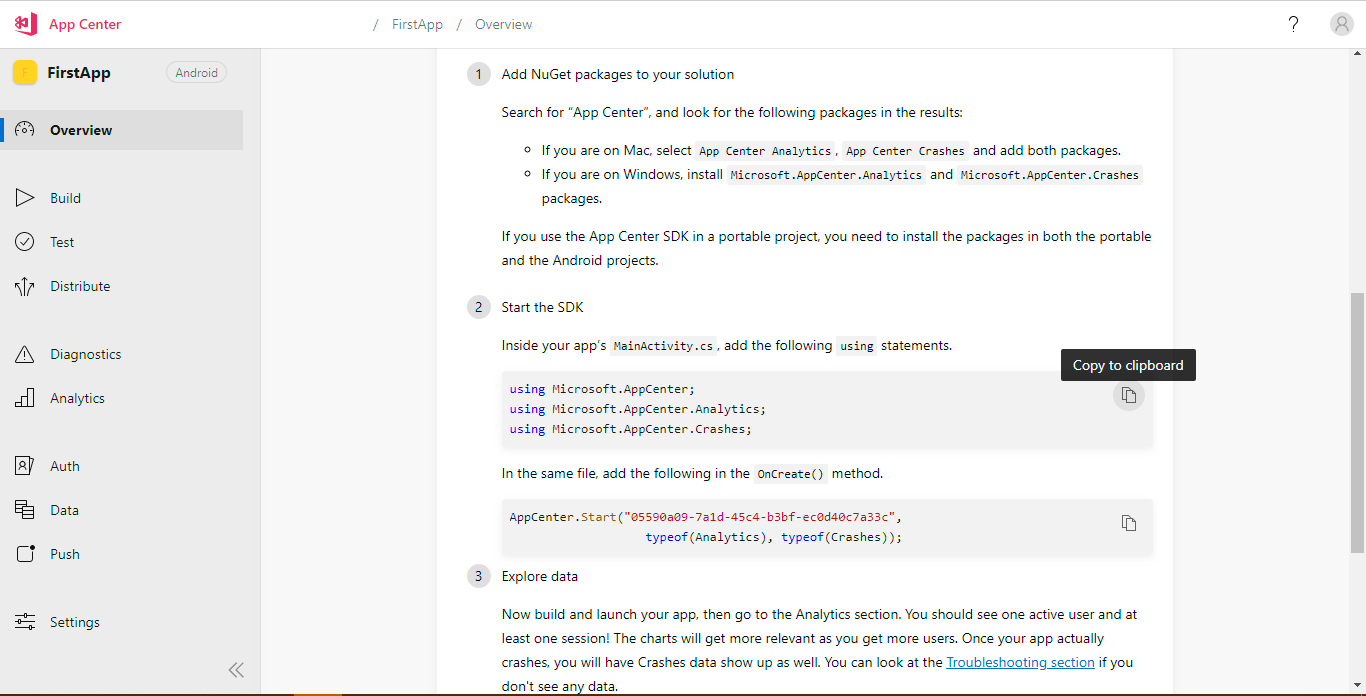 App Center
/ FirstApp / Overview
?
F
FirstApp
Android
Overview
Build
Test
Distribute
Diagnostics
Analytics
Auth
Data
Push
Settings
1 Add NuGet packages to your solution
Search for “App Center”, and look for the following packages in the results:
If you are on Mac, select App Center Analytics, App Center Crashes and add both packages.
If you are on Windows, install Microsoft.AppCenter.Analytics and Microsoft.AppCenter.Crashes
packages.
If you use the App Center SDK in a portable project, you need to install the packages in both the portable
and the Android projects.
2 Start the SDK
Inside your app’s MainActivity.cs, add the following using statements.
Copy to clipboard
using Microsoft.AppCenter;
using Microsoft.AppCenter.Analytics;
using Microsoft.AppCenter.Crashes;
In the same file, add the following in the OnCreate() method.
AppCenter.Start("05590a09-7a1d-45c4-b3bf-ec0d40c7a33c",
typeof(Analytics), typeof(Crashes));
3 Explore data
Now build and launch your app, then go to the Analytics section. You should see one active user and at
least one session! The charts will get more relevant as you get more users. Once your app actually
crashes, you will have Crashes data show up as well. You can look at the Troubleshooting section if you
don't see any data.